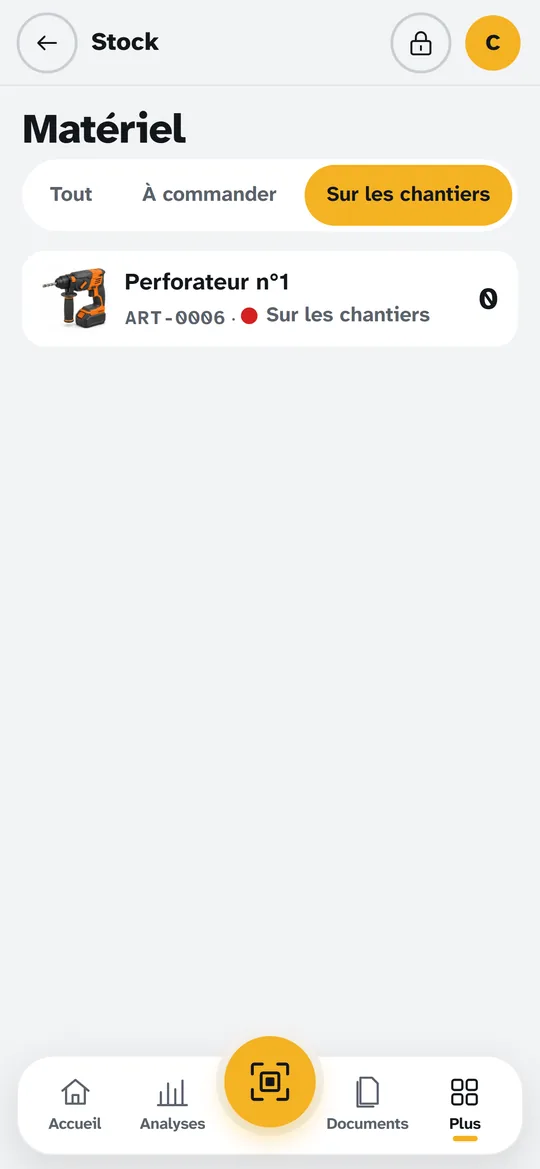 Stock
C
Matériel
Tout
À commander
Sur les chantiers
Perforateur n°1
ART-0006 · Sur les chantiers
0
Accueil
Analyses
Documents
Plus